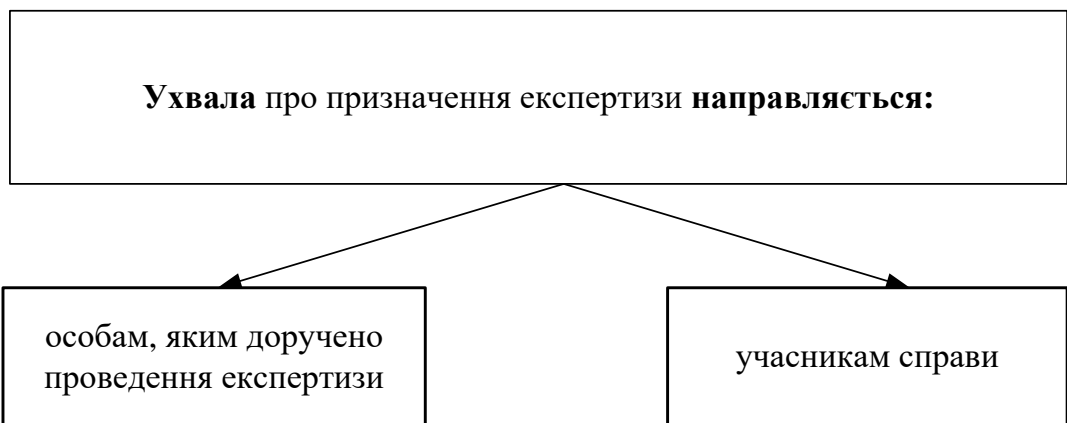 Ухвала про призначення експертизи направляється:
особам, яким доручено
проведення експертизи
учасникам справи